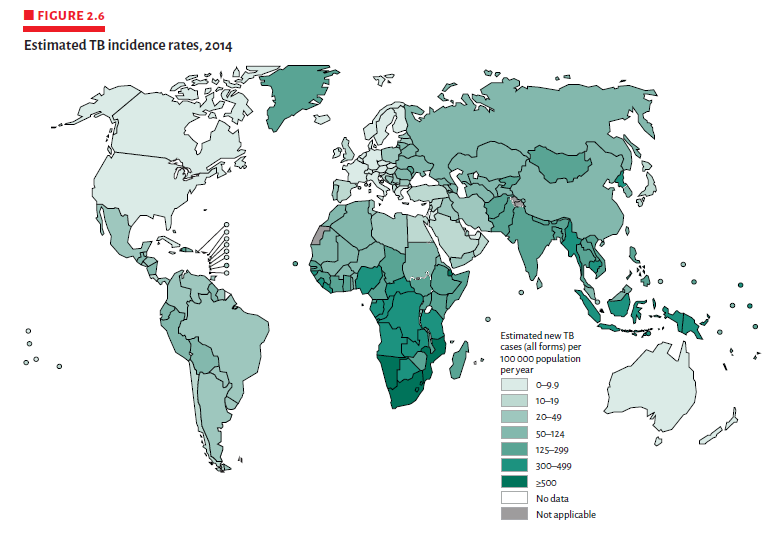 FIGURE 2.6
Estimated TB incidence rates, 2014
Estimated new TB
cases (all forms) per
100 000 population
per year
0–9.9
10–19
20–49
50–124
125–299
300–499
≥500
No data
Not applicable